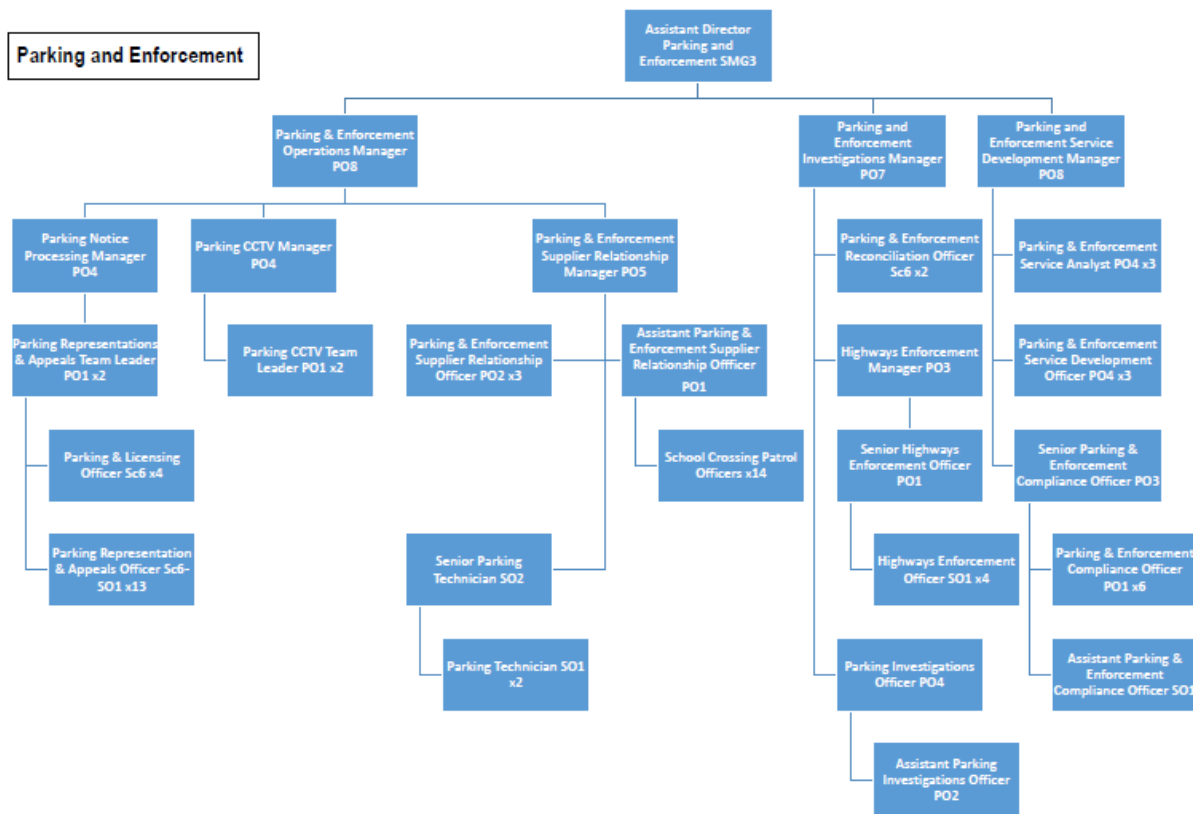 Parking and Enforcement
Assistant Director
Parking and
Enforcement SMG3
Parking & Enforcement
Operations Manager
PO8
Parking and
Enforcement
Investigations Manager
PO7
Parking and
Enforcement Service
Development Manager
PO8
Parking Notice
Processing Manager
PO4
Parking CCTV Manager
PO4
Parking & Enforcement
Supplier Relationship
Manager PO5
Parking & Enforcement
Reconciliation Officer
Sc6 x2
Parking & Enforcement
Service Analyst PO4 x3
Parking Representations
& Appeals Team Leader
PO1 x2
Parking CCTV Team
Leader PO1 x2
Parking & Enforcement
Supplier Relationship
Officer PO2 x3
Assistant Parking &
Enforcement Supplier
Relationship Offficer
PO1
Highways Enforcement
Manager PO3
Parking & Enforcement
Service Development
Officer PO4 x3
Parking & Licensing
Officer Sc6 x4
School Crossing Patrol
Officers x14
Senior Highways
Enforcement Officer
PO1
Senior Parking &
Enforcement
Compliance Officer PO3
Parking Representation
& Appeals Officer Sc6-
SO1 x13
Senior Parking
Technician SO2
Highways Enforcement
Officer SO1 x4
Parking & Enforcement
Compliance Officer
PO1 x6
Parking Technician SO1
x2
Parking Investigations
Officer PO4
Assistant Parking &
Enforcement
Compliance Officer SO1
Assistant Parking
Investigations Officer
PO2